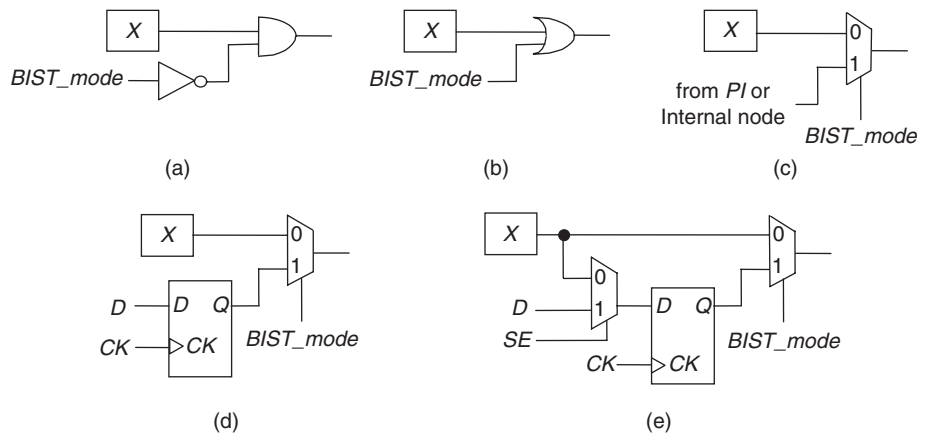 X
BIST_mode
(a)
X
BIST_mode
(b)
X
0
1
from PI or
Internal node
BIST_mode
(c)
X
0
1
D
D
Q
CK
CK
BIST_mode
(d)
X
0
1
0
1
D
SE
D
Q
CK
CK
BIST_mode
(e)